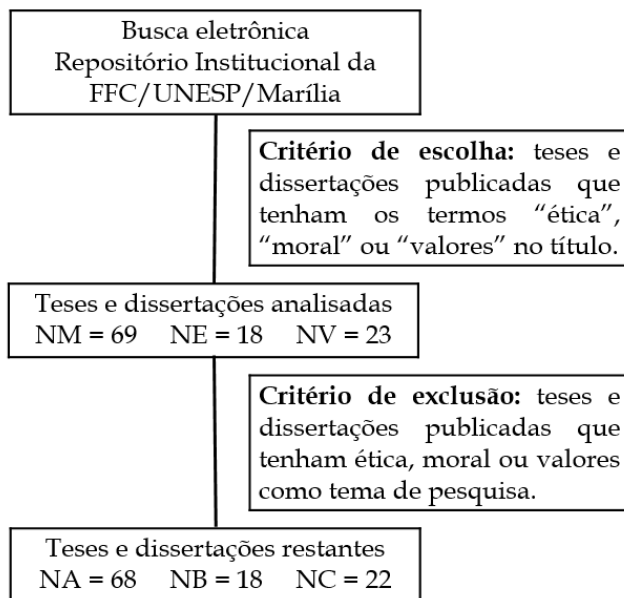 Busca eletrônica
Repositório Institucional da
FFC/UNESP/Marília
Critério de escolha: teses e
dissertações publicadas que
tenham os termos “ética”,
“moral” ou “valores” no título.
Teses e dissertações analisadas
NM = 69 NE = 18 NV = 23
Critério de exclusão: teses e
dissertações publicadas que
tenham ética, moral ou valores
como tema de pesquisa.
Teses e dissertações restantes
NA = 68 NB = 18 NC = 22